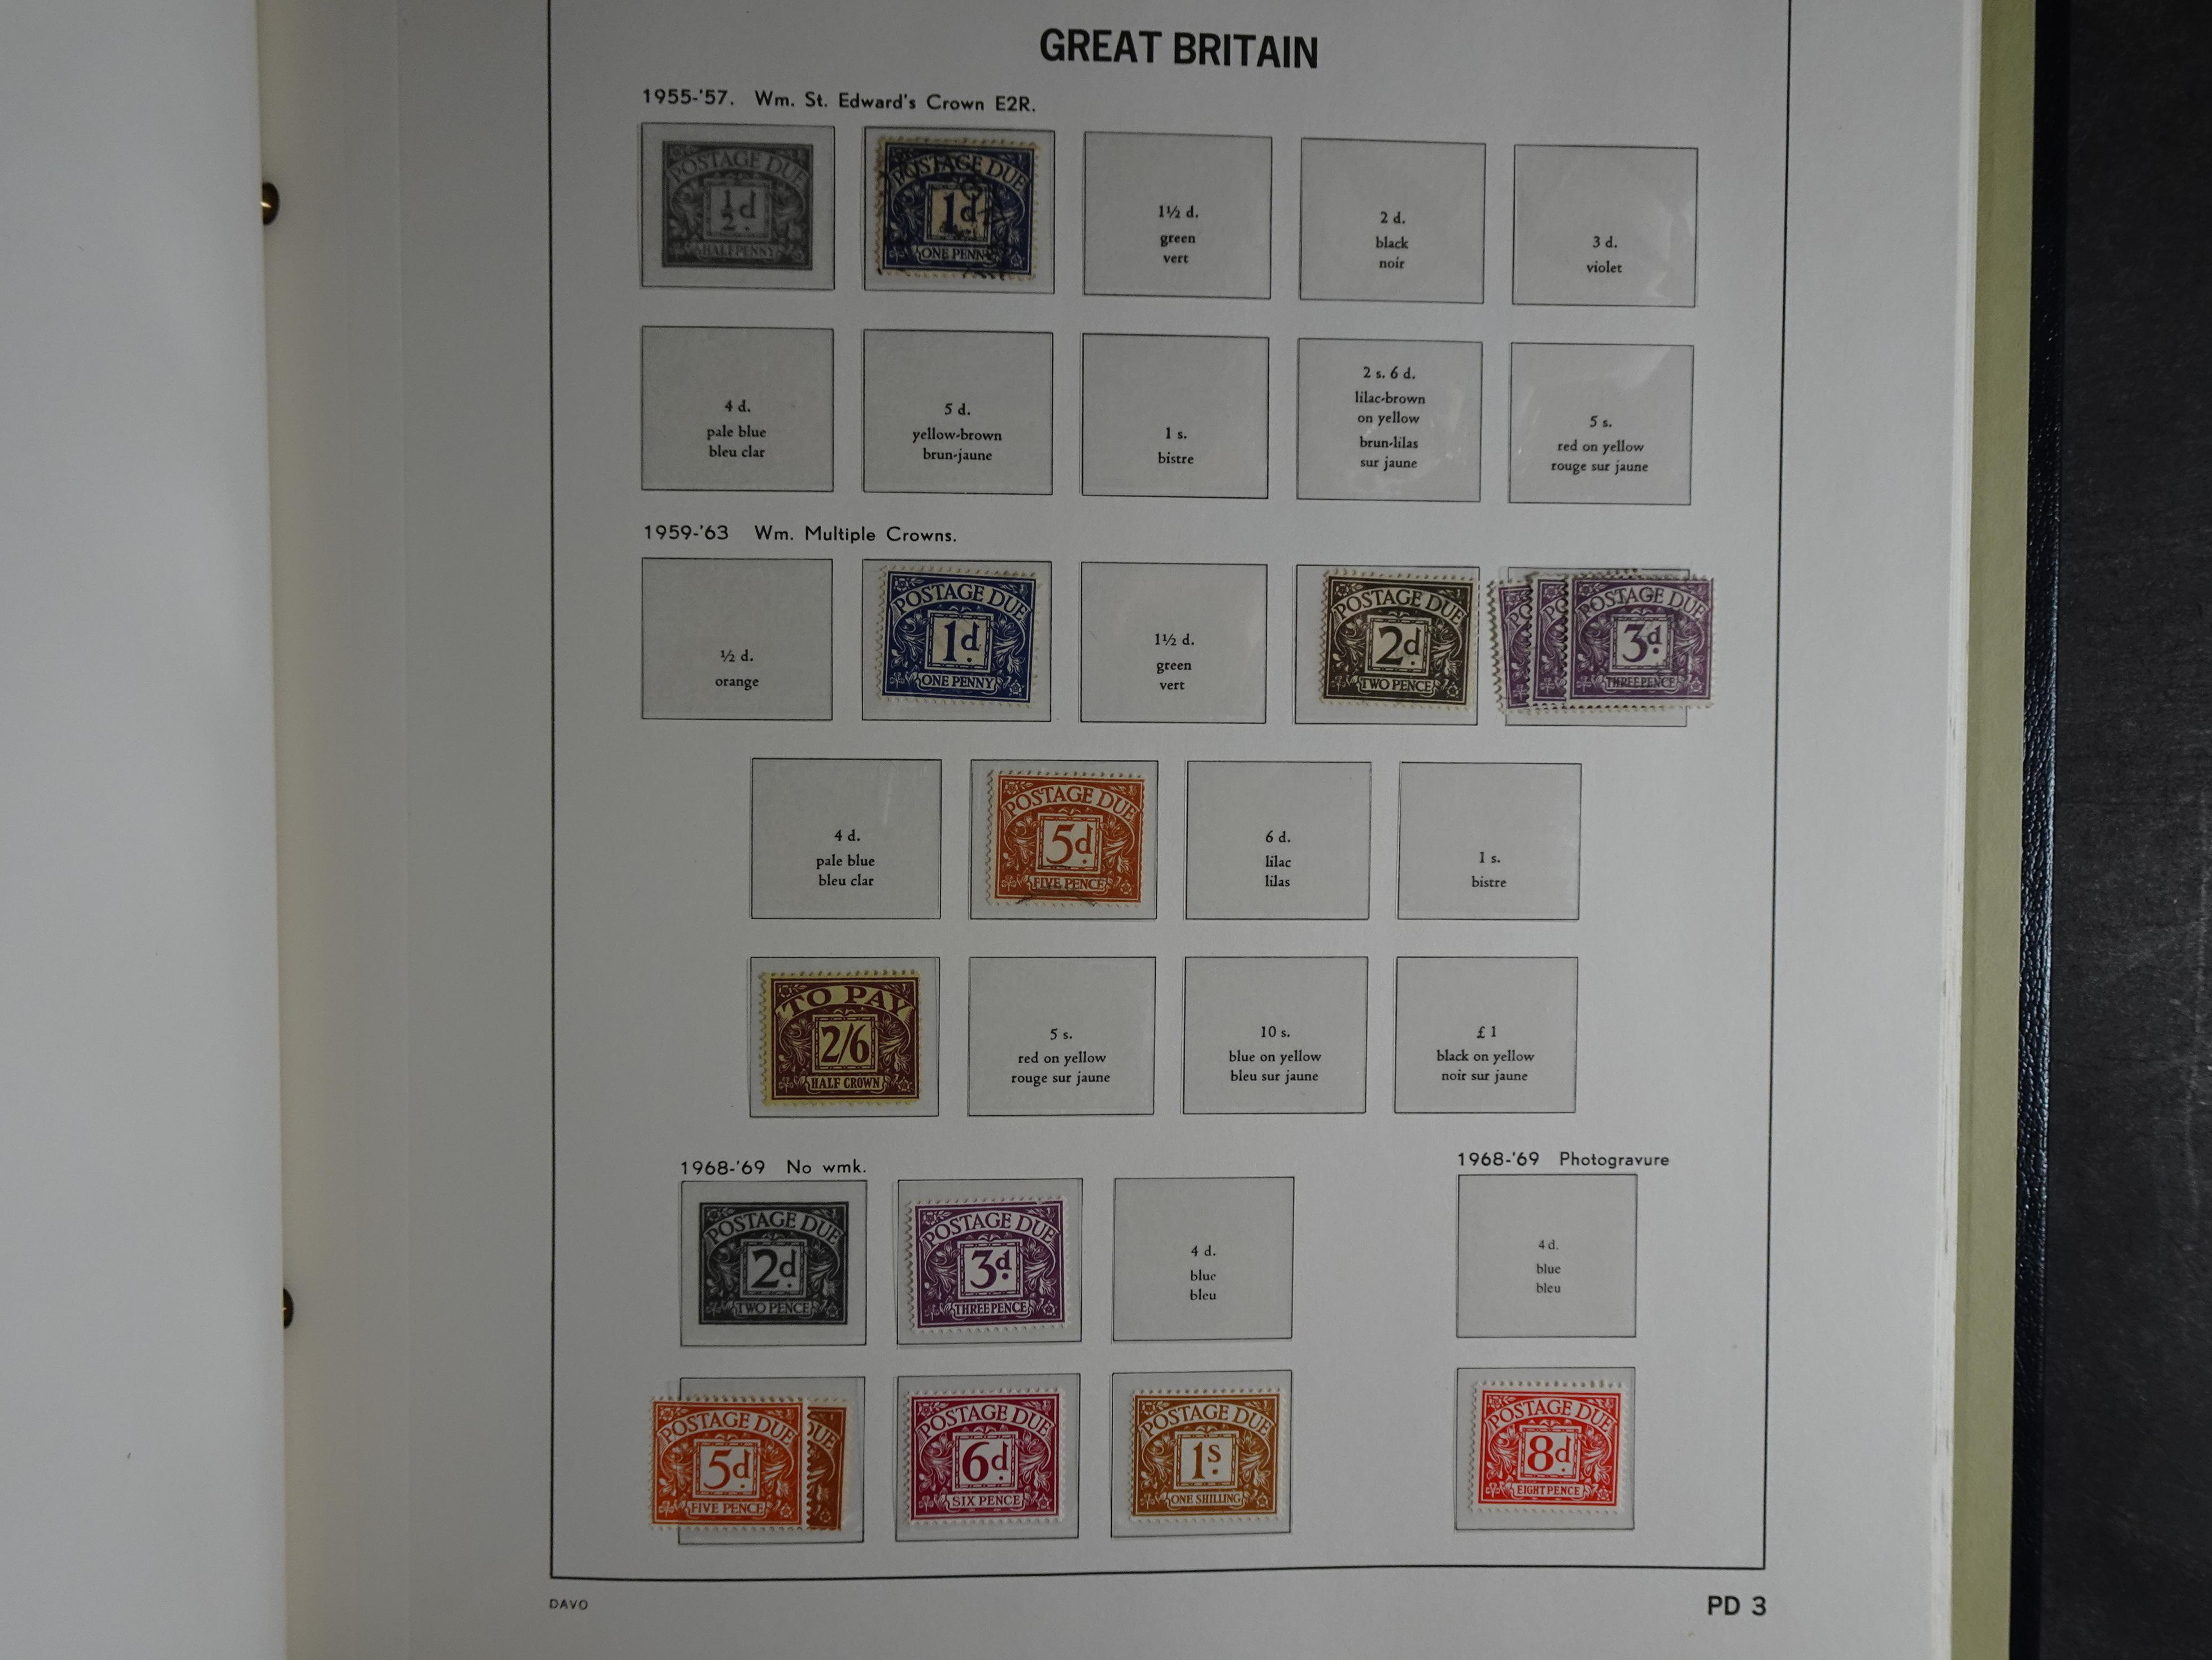 GREAT BRITAIN
1955-'57. Wm. St. Edward's Crown E2R.
POSTAGE DUE
½d
HALFPENNY
POSTAGE DUE
1d
ONE PENNY
1½ d.
green
vert
2 d.
black
noir
3 d.
violet
4 d.
pale blue
bleu clar
5 d.
yellow-brown
brun-jaune
1 s.
bistre
2 s. 6 d.
lilac-brown
on yellow
brun-lilas
sur jaune
5 s.
red on yellow
rouge sur jaune
1959-'63 Wm. Multiple Crowns.
½ d.
orange
POSTAGE DUE
1d.
ONE PENNY
1½ d.
green
vert
POSTAGE DUE
2d.
TWO PENCE
PO
PO
POSTAGE DUE
3d.
THREE PENCE
4 d.
pale blue
bleu clar
POSTAGE DUE
5d.
FIVE PENCE
6 d.
lilac
lilas
1 s.
bistre
TO PAY
2/6
HALF CROWN
5 s.
red on yellow
rouge sur jaune
10 s.
blue on yellow
bleu sur jaune
£ 1
black on yellow
noir sur jaune
1968-'69 No wmk.
1968-'69 Photogravure
POSTAGE DUE
2d.
TWO PENCE
POSTAGE DUE
3d.
THREE PENCE
4 d.
blue
bleu
4 d.
blue
bleu
POSTAGE DUE
5d.
FIVE PENCE
DUE
POSTAGE DUE
6d.
SIX PENCE
POSTAGE DUE
1s.
ONE SHILLING
POSTAGE DUE
8d.
EIGHT PENCE
DAVO
PD 3